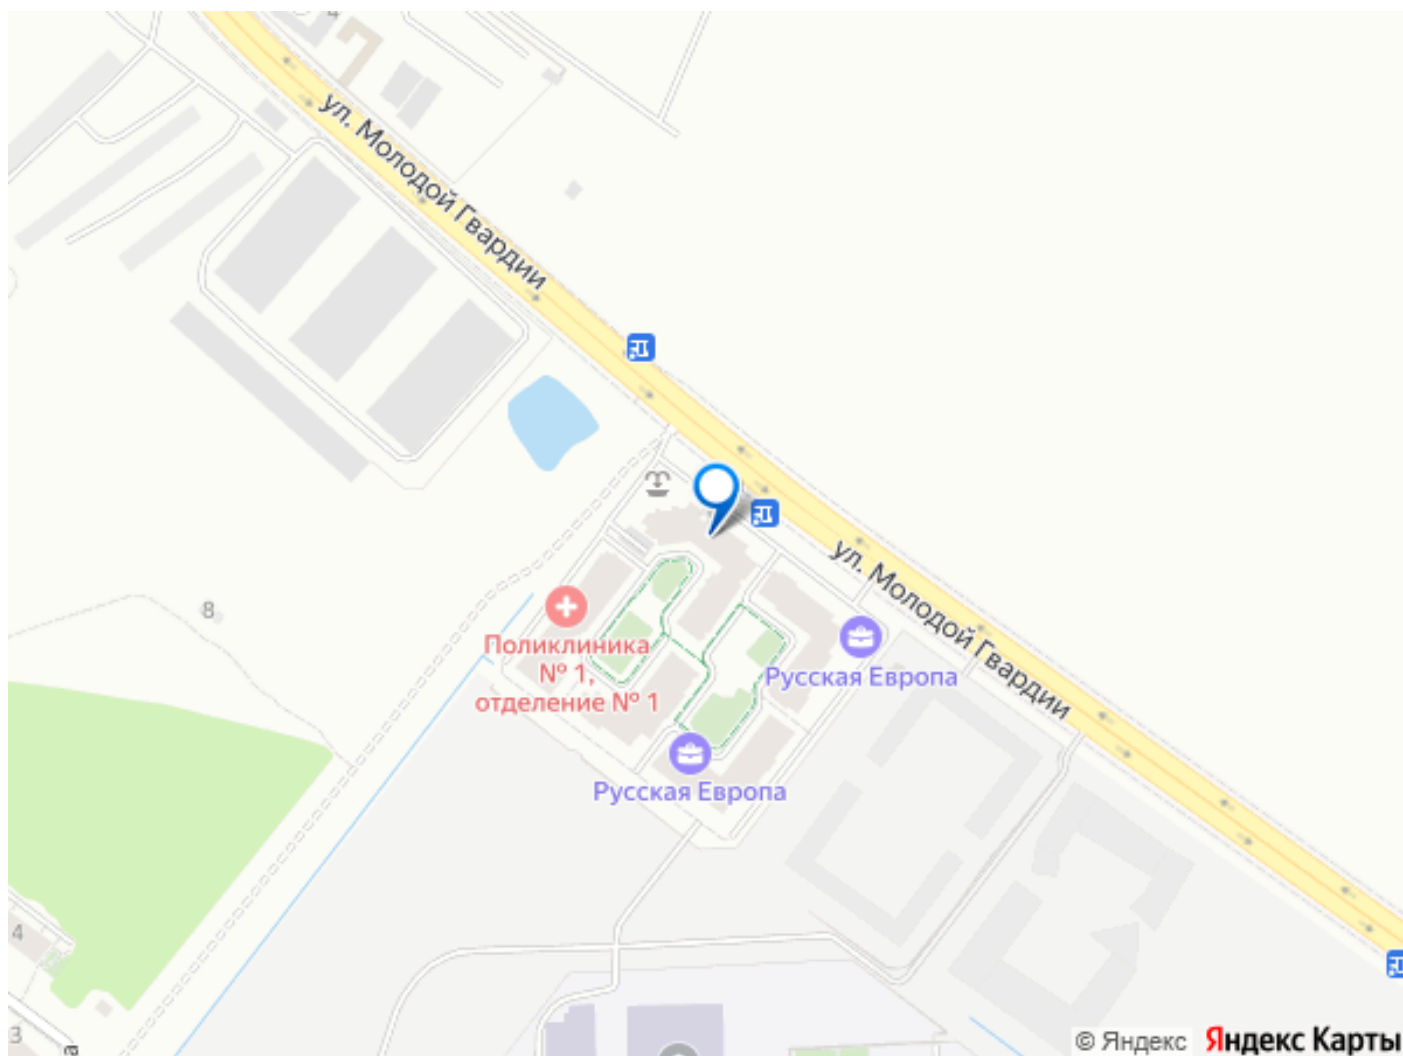 4
ул. Молодой Гвардии
8
Поликлиника
№ 1,
отделение № 1
ул. Молодой Гвардии
Русская Европа
Русская Европа
4
3
а
© Яндекс Яндекс Карты